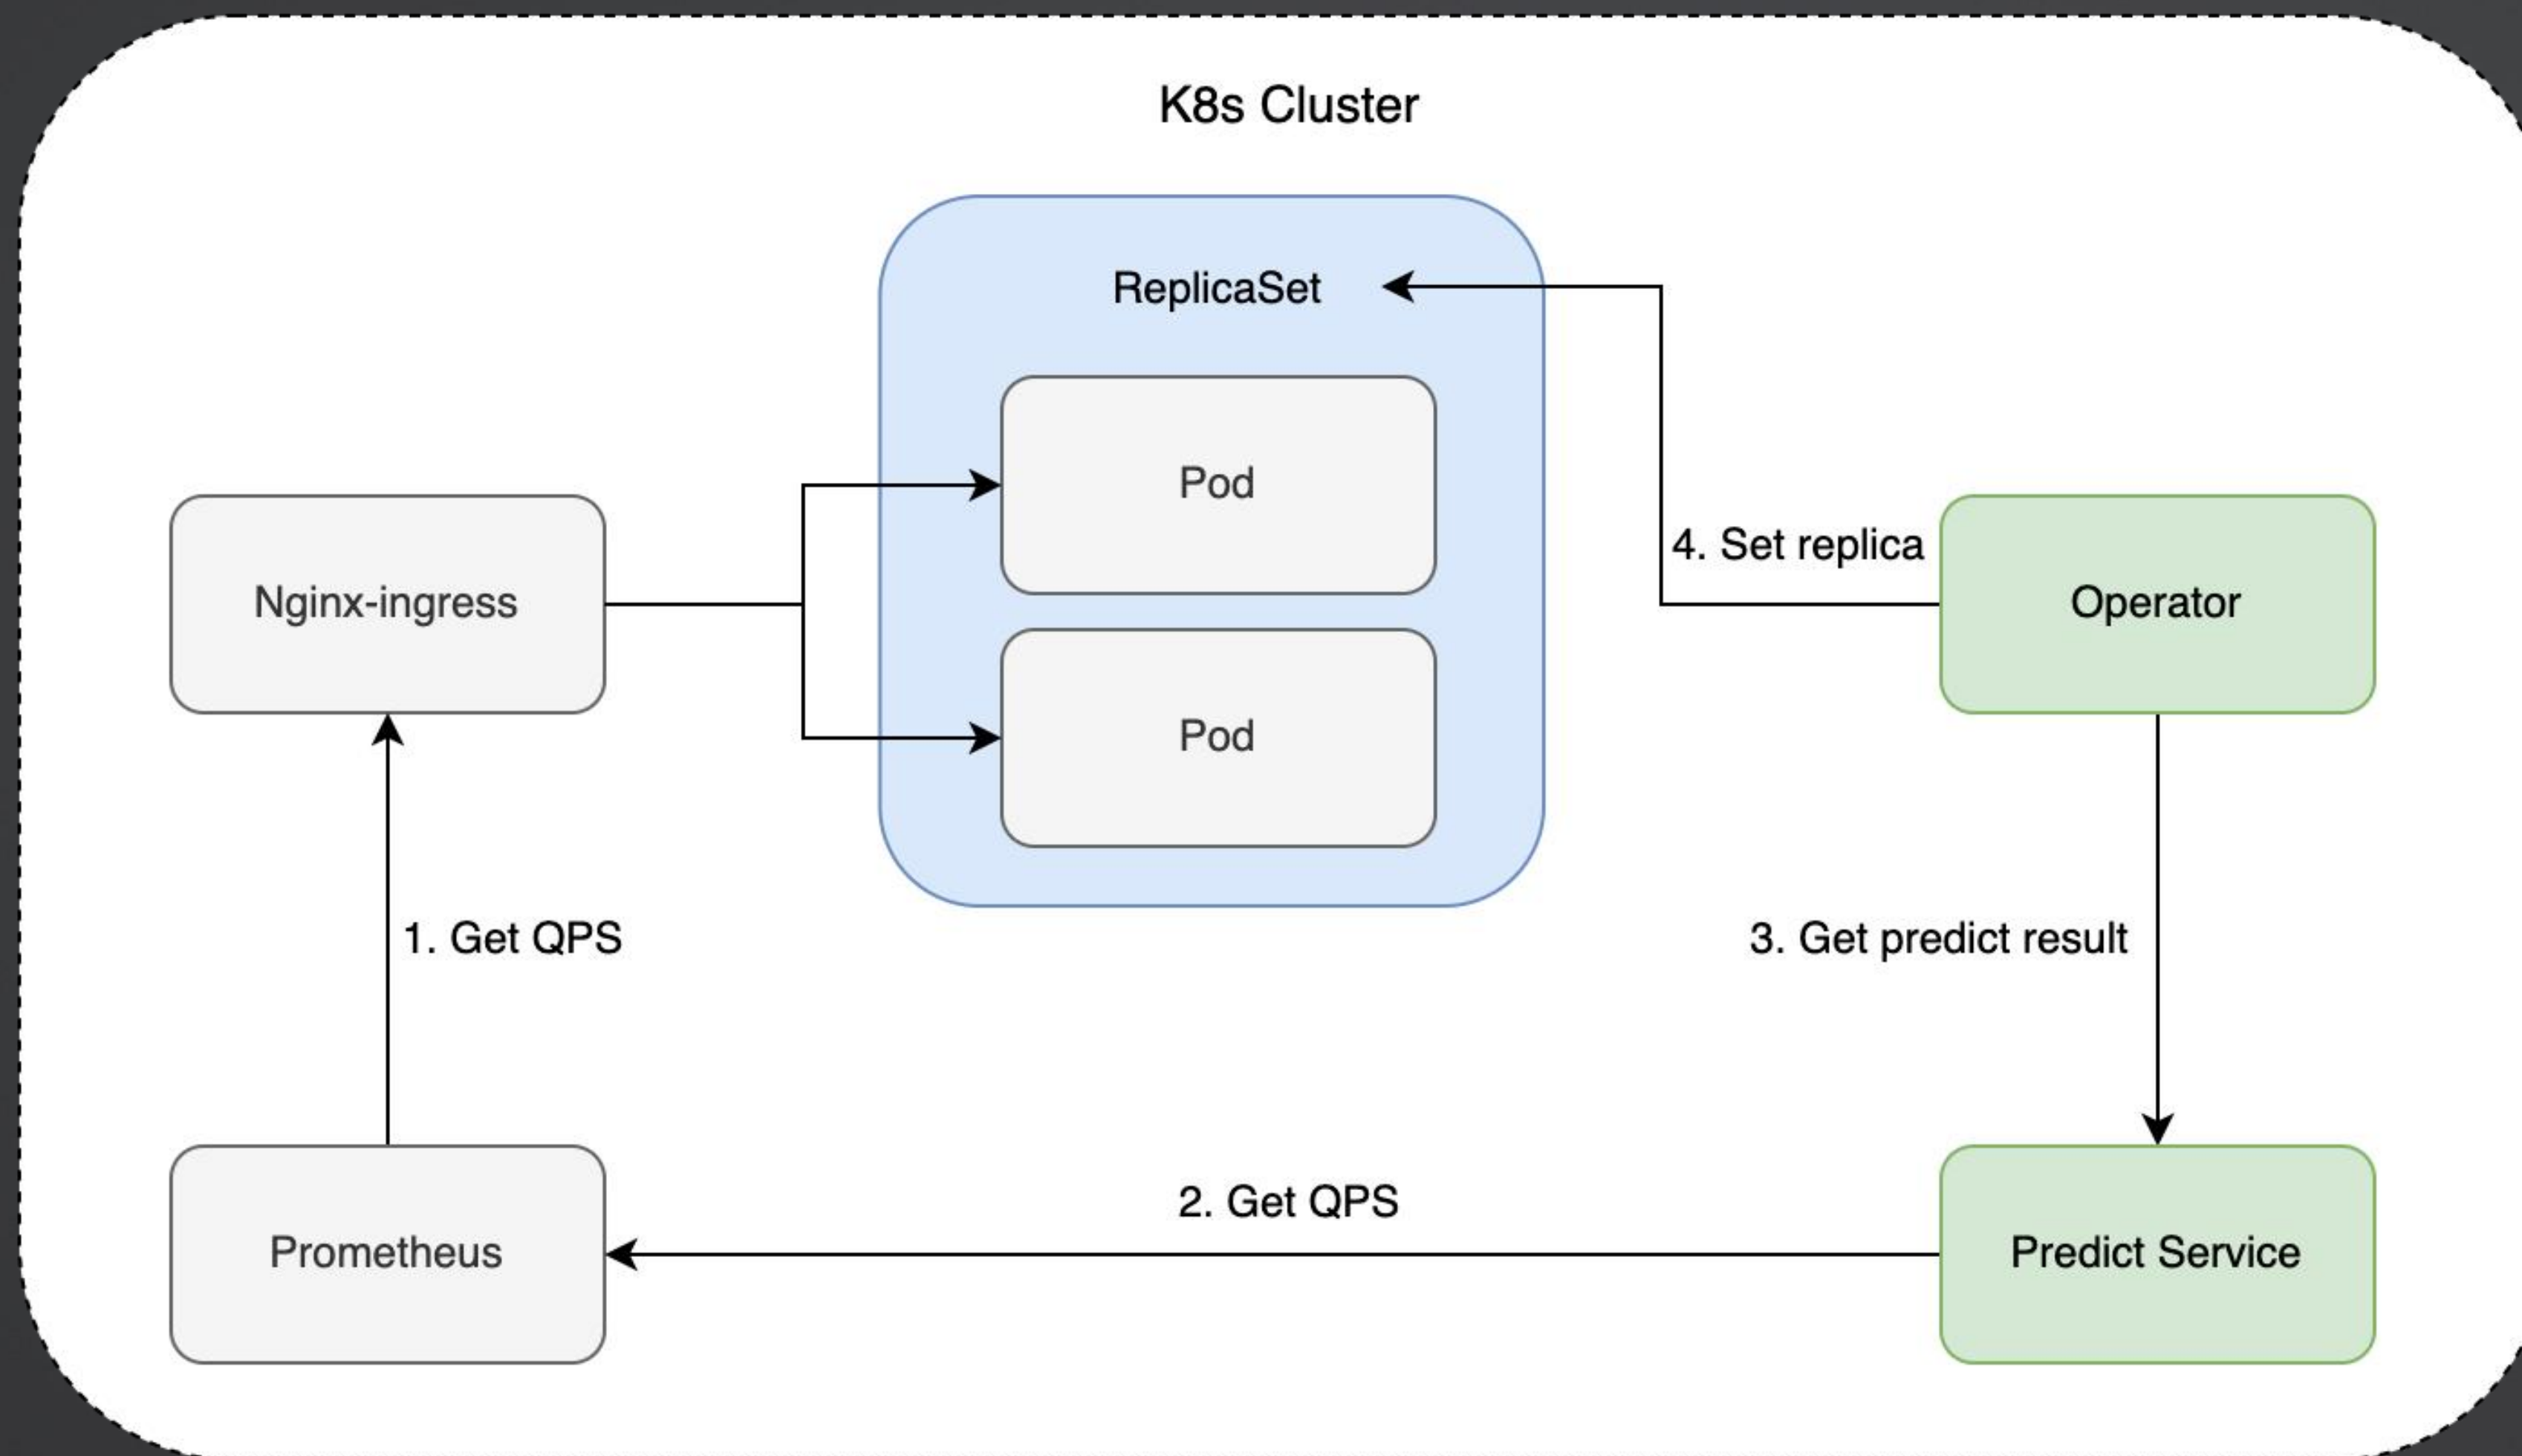 K8s Cluster
ReplicaSet
Pod
4. Set replica
Nginx-ingress
Operator
Pod
1. Get QPS
3. Get predict result
2. Get QPS
Prometheus
Predict Service